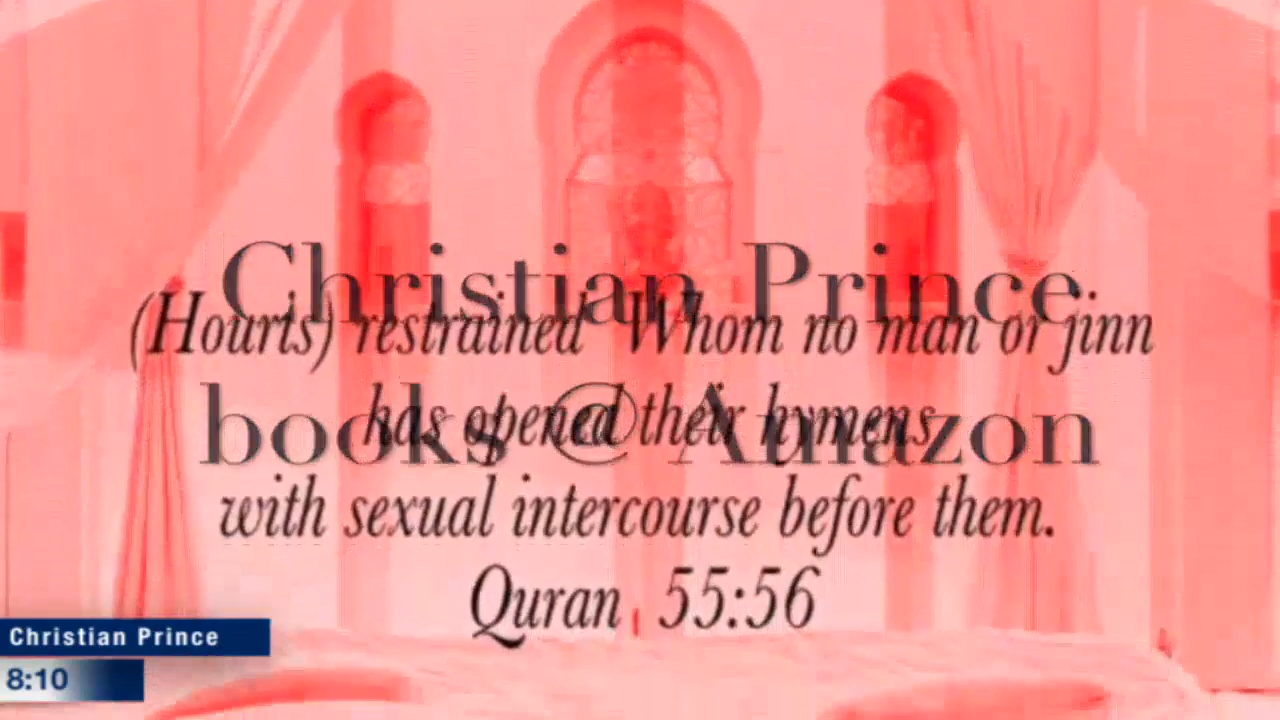 Christian Prince
(Houris) restrained Whom no man or jinn
books @ Amazon
has opened their hymens
with sexual intercourse before them.
Quran 55:56
Christian Prince
8:10